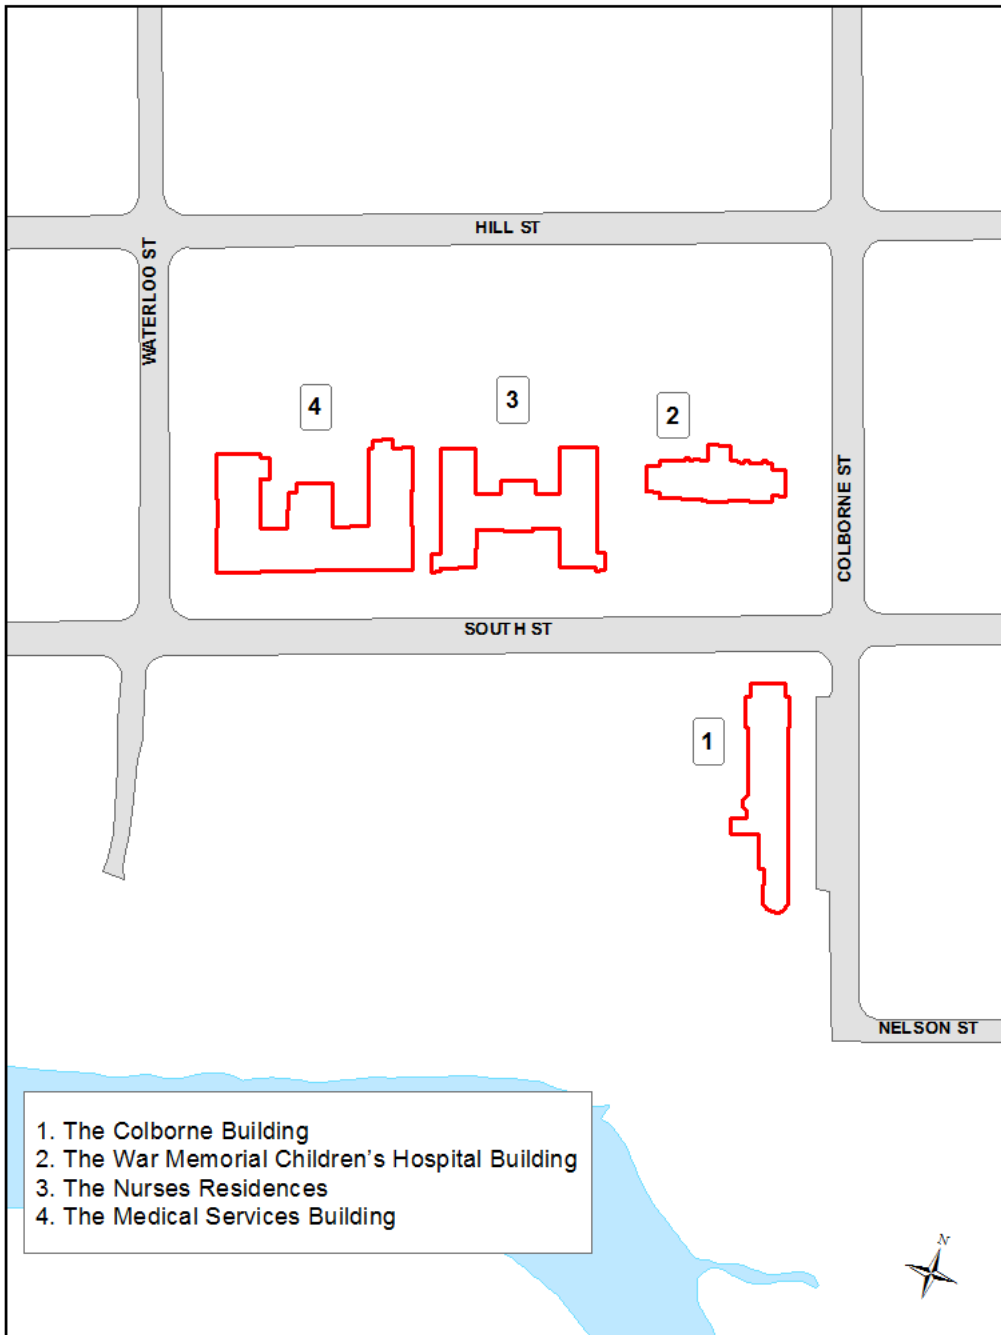 HILL ST
WATERLOO ST
4
3
2
COLBORNE ST
SOUTH ST
1
NELSON ST
1. The Colborne Building
2. The War Memorial Children's Hospital Building
3. The Nurses Residences
4. The Medical Services Building
N